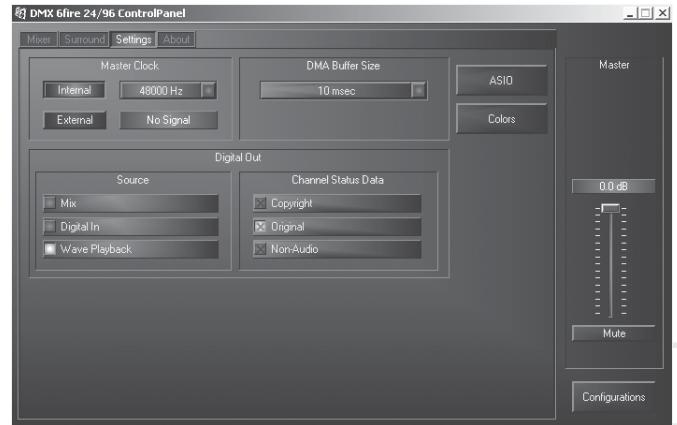 DMX 6fire 24/96 ControlPanel
Mixer Surround Settings About
Master Clock
Internal 48000 Hz
External No Signal
DMA Buffer Size
10 msec
ASIO
Colors
Digital Out
Source
Mix
Digital In
Wave Playback
Channel Status Data
Copyright
Original
Non-Audio
Master
0.0 dB
Mute
Configurations